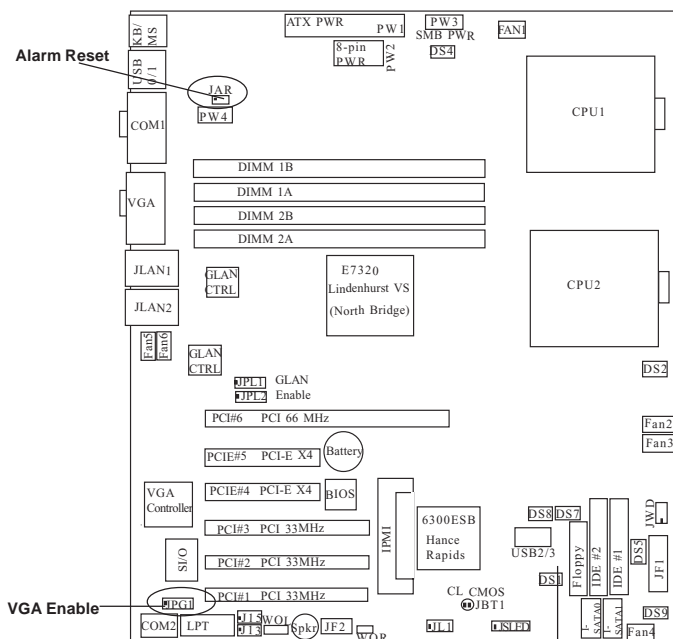 KB/
MS
ATX PWR
PW1
PW3
SMB PWR
FAN1
8-pin
PWR
PW2
DS4
Alarm Reset
USB
0/1
JAR
PW4
COM1
CPU1
DIMM 1B
DIMM 1A
DIMM 2B
DIMM 2A
VGA
JLAN1
GLAN
CTRL
E7320
Lindenhurst VS
(North Bridge)
CPU2
JLAN2
Fan5
Fan6
GLAN
CTRL
DS2
JPL1
JPL2
GLAN
Enable
PCI#6 PCI 66 MHz
Fan2
Fan3
PCIE#5 PCI-E X4
Battery
VGA
Controller
PCIE#4 PCI-E X4
BIOS
IPMI
6300ESB
Hance
Rapids
DS8
DS7
JWD
PCI#3 PCI 33MHz
USB2/3
Floppy
IDE #2
IDE #1
DS5
JF1
SI/O
PCI#2 PCI 33MHz
DS1
PCI#1 PCI 33MHz
CL CMOS
JBT1
VGA Enable
JPG1
COM2
LPT
WOL
Spkr
JF2
WOR
JL1
JSLED
I-
SATA0
I-
SATA1
DS9
Fan4